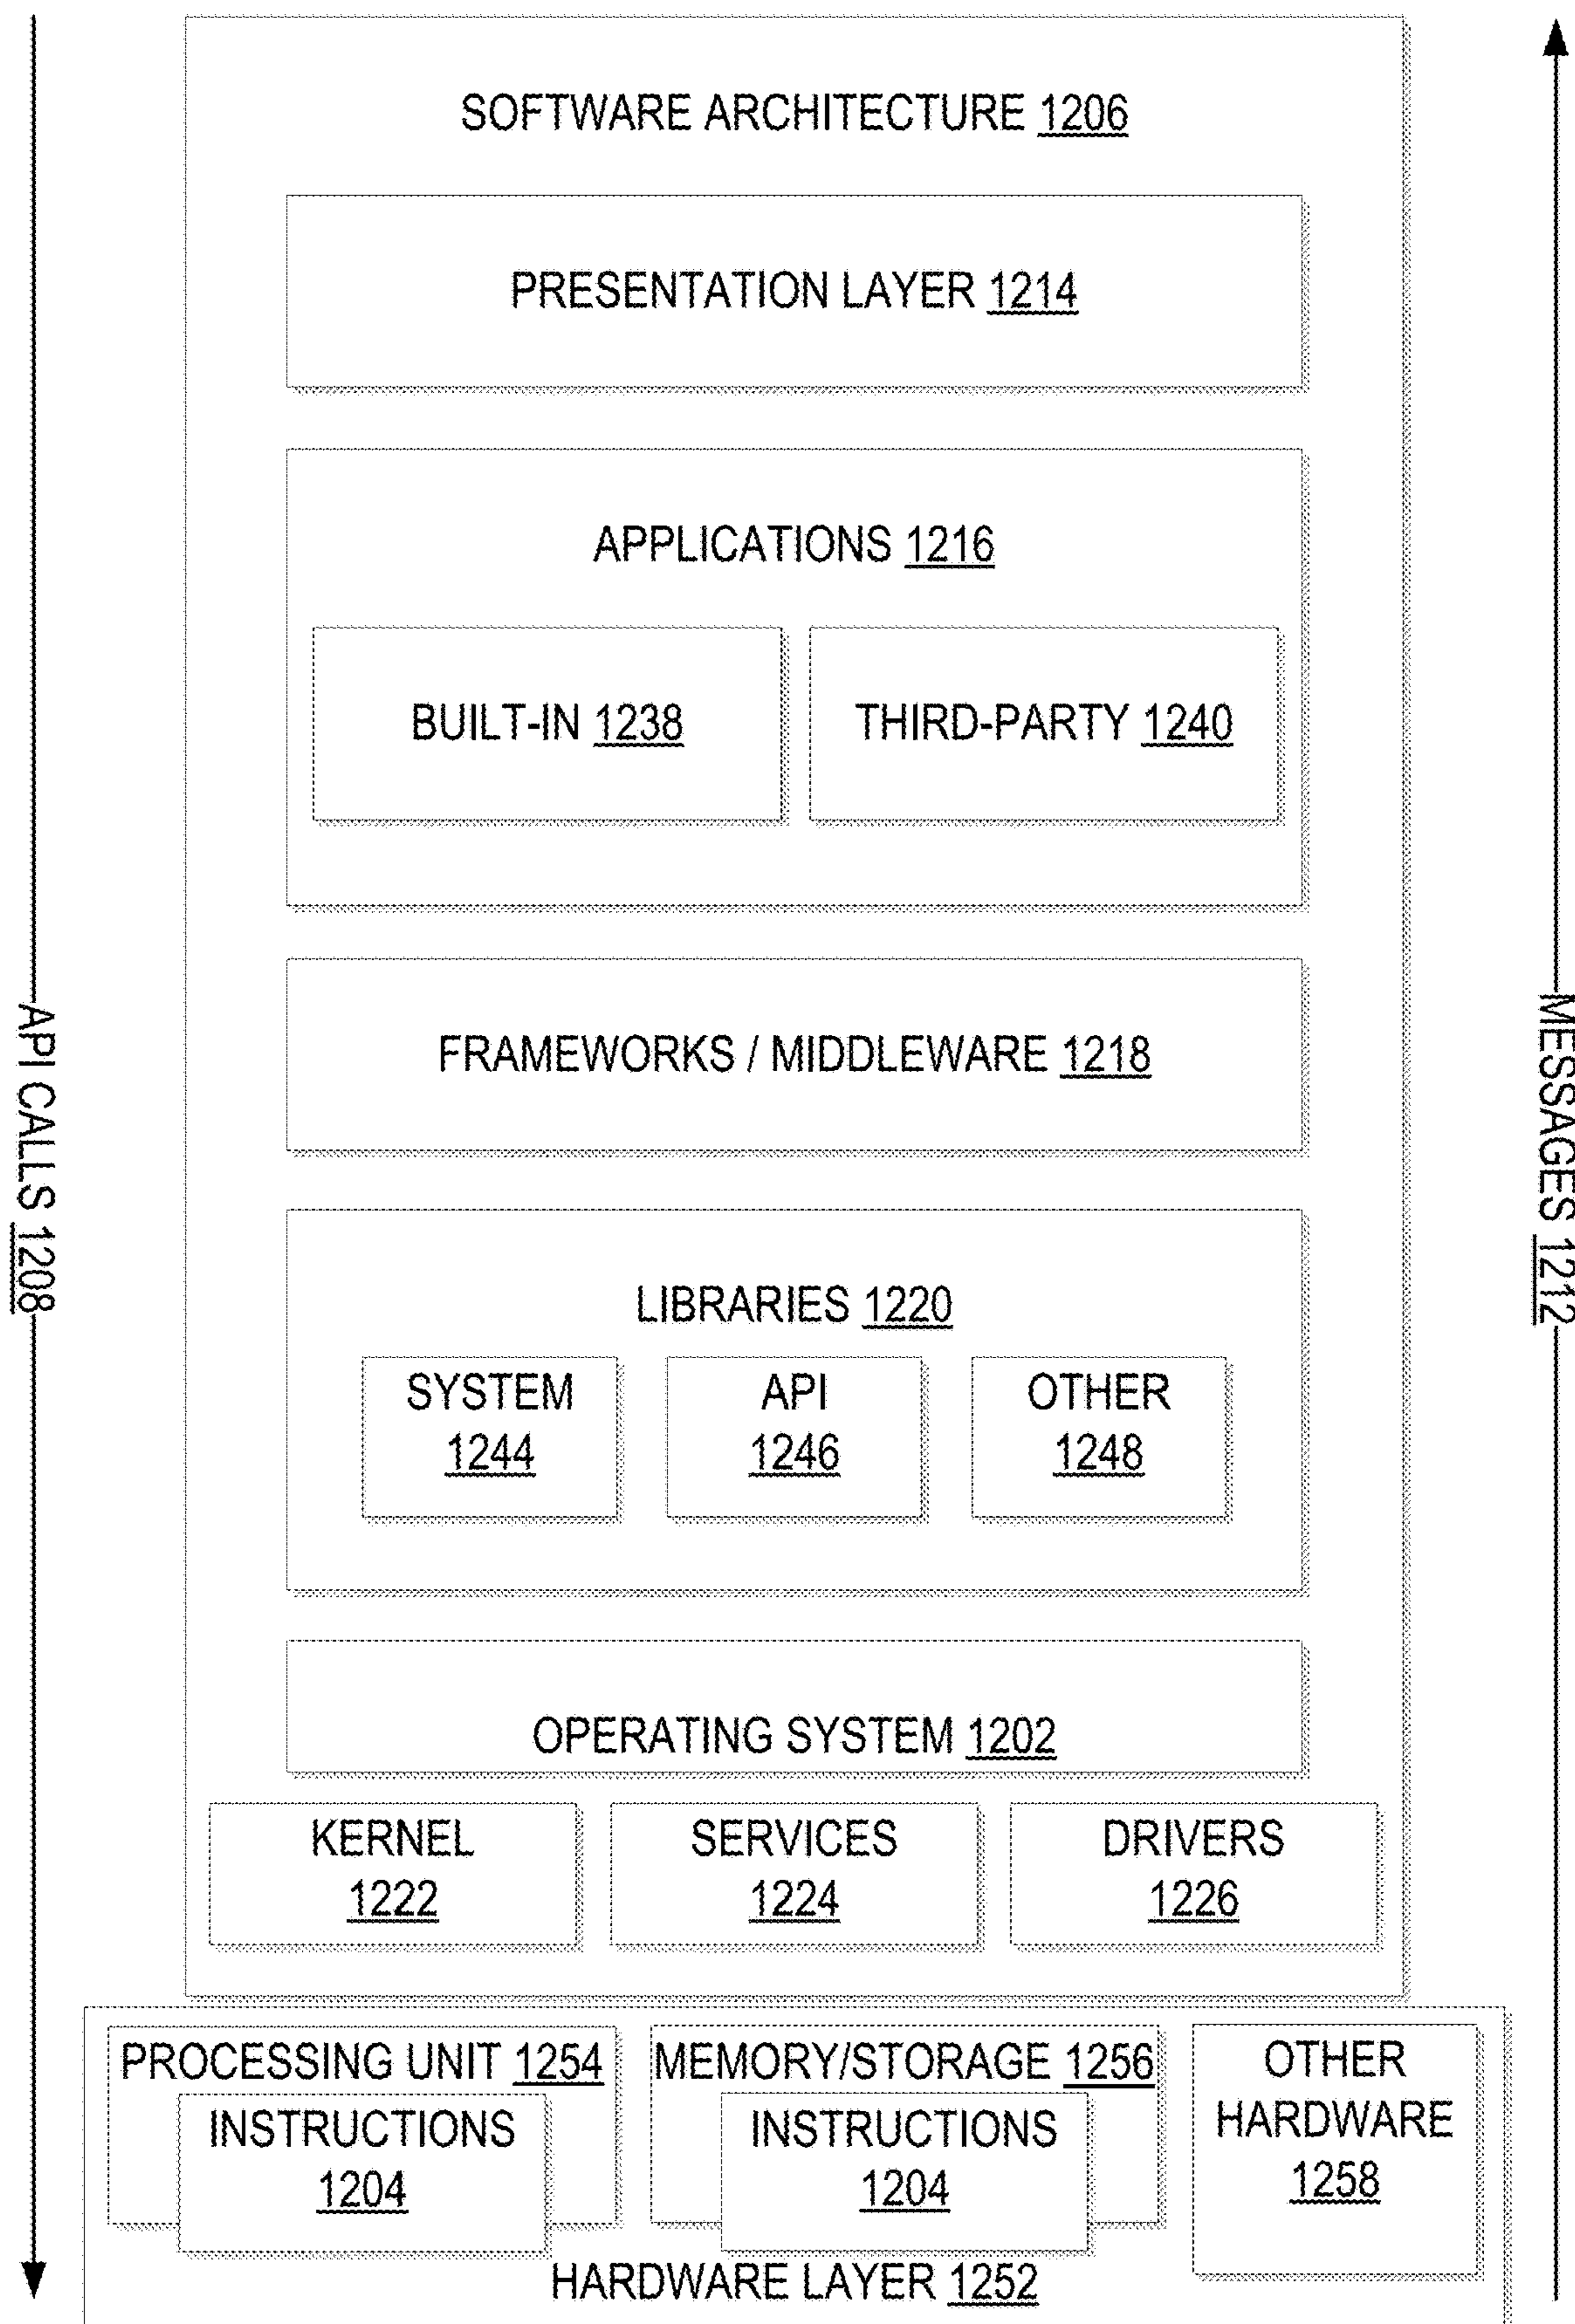 SOFTWARE ARCHITECTURE 1206
PRESENTATION LAYER 1214
APPLICATIONS 1216
BUILT-IN 1238
THIRD-PARTY 1240
FRAMEWORKS / MIDDLEWARE 1218
API CALLS 1208
MESSAGES 1212
LIBRARIES 1220
SYSTEM
1244
API
1246
OTHER
1248
OPERATING SYSTEM 1202
KERNEL
1222
SERVICES
1224
DRIVERS
1226
PROCESSING UNIT 1254
INSTRUCTIONS
1204
MEMORY/STORAGE 1256
INSTRUCTIONS
1204
OTHER
HARDWARE
1258
HARDWARE LAYER 1252